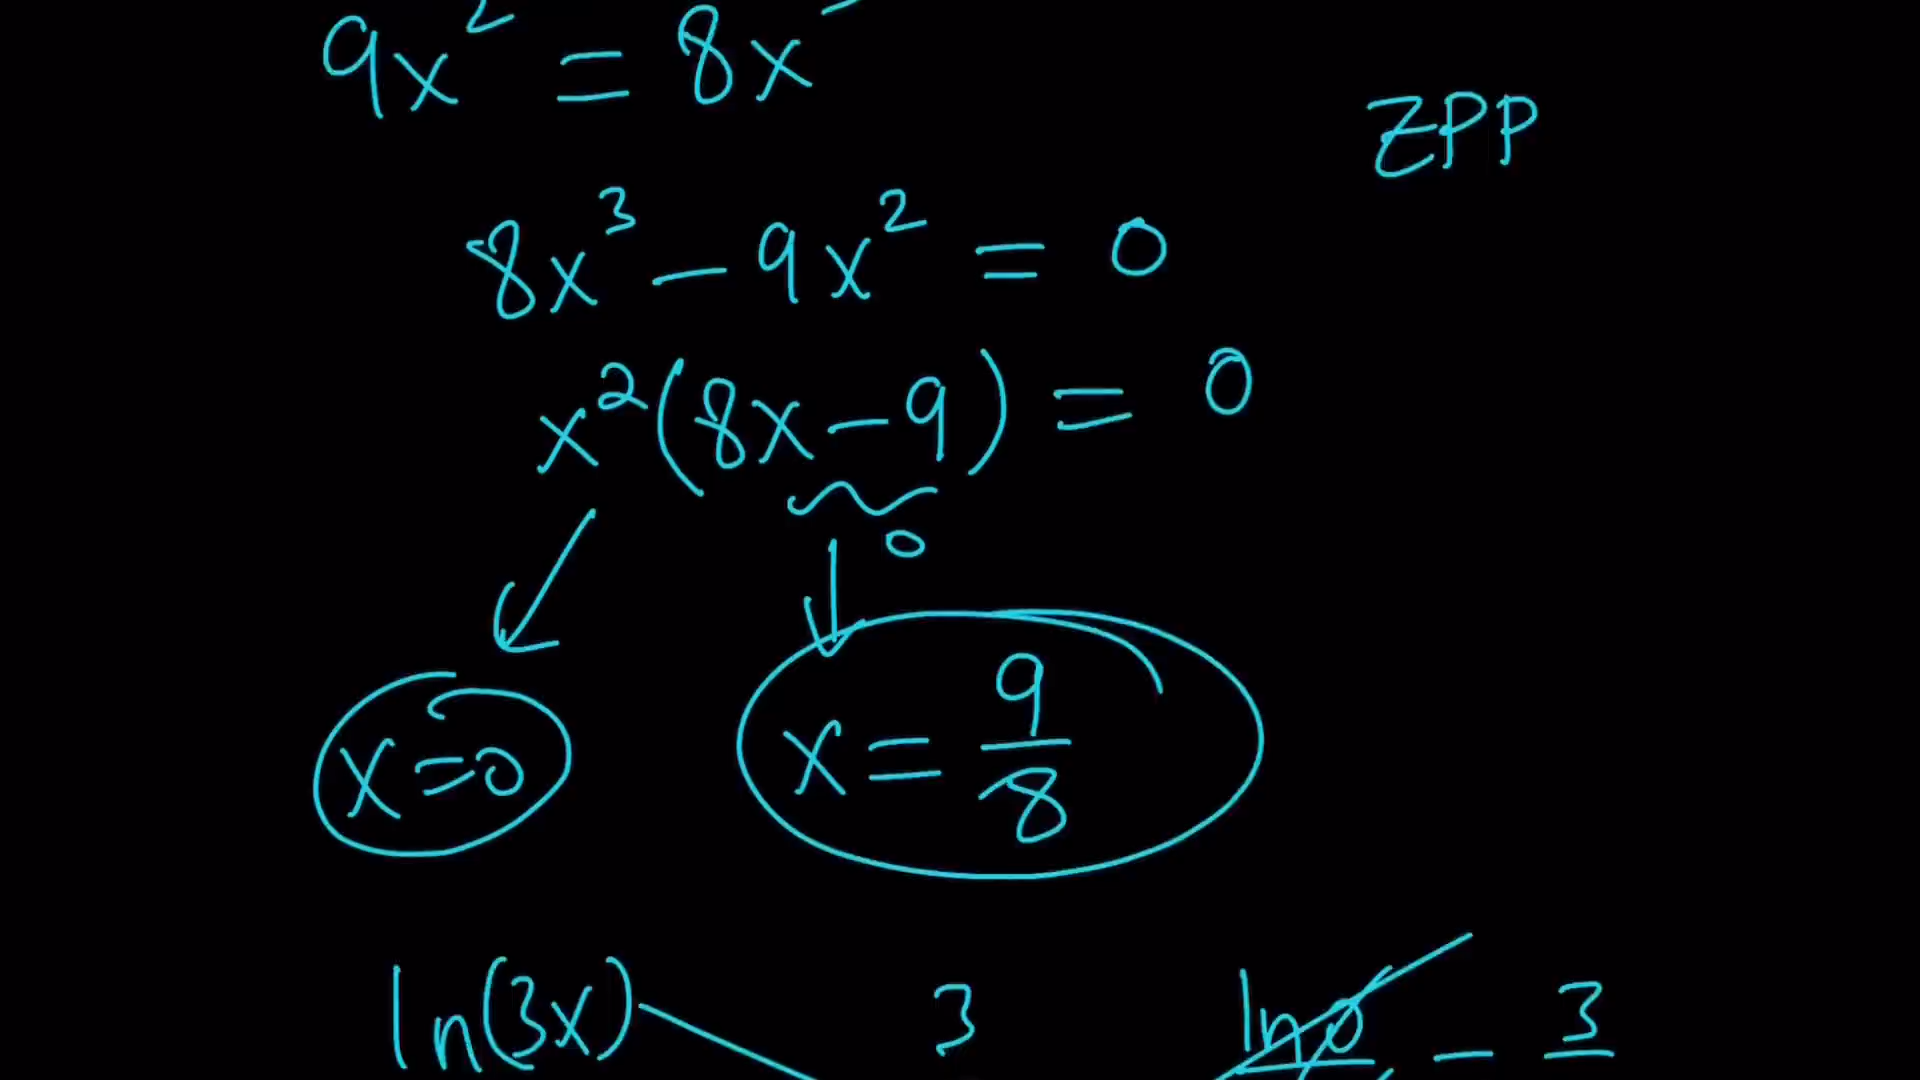 9x² = 8x
ZPP
8x³ - 9x² = 0
x²(8x-9) = 0
0
x=0
x = 9/8
ln(3x) 3 ln0 - 3